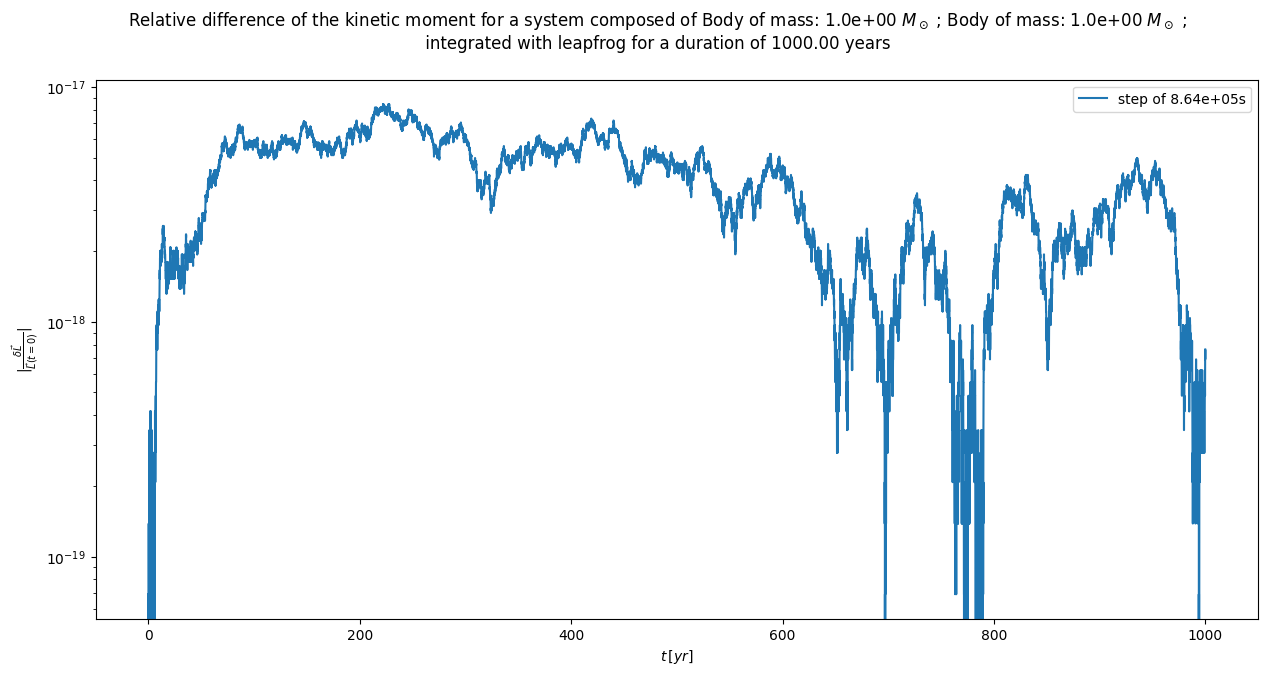 Relative difference of the kinetic moment for a system composed of Body of mass: 1.0e+00 $M_\odot$ ; Body of mass: 1.0e+00 $M_\odot$ ;
integrated with leapfrog for a duration of 1000.00 years
step of 8.64e+05s
$10^{-17}$
$10^{-18}$
$10^{-19}$
$|\frac{\delta \vec{L}}{\vec{L}(t=0)}|$
0 200 400 600 800 1000
$t\,[yr]$